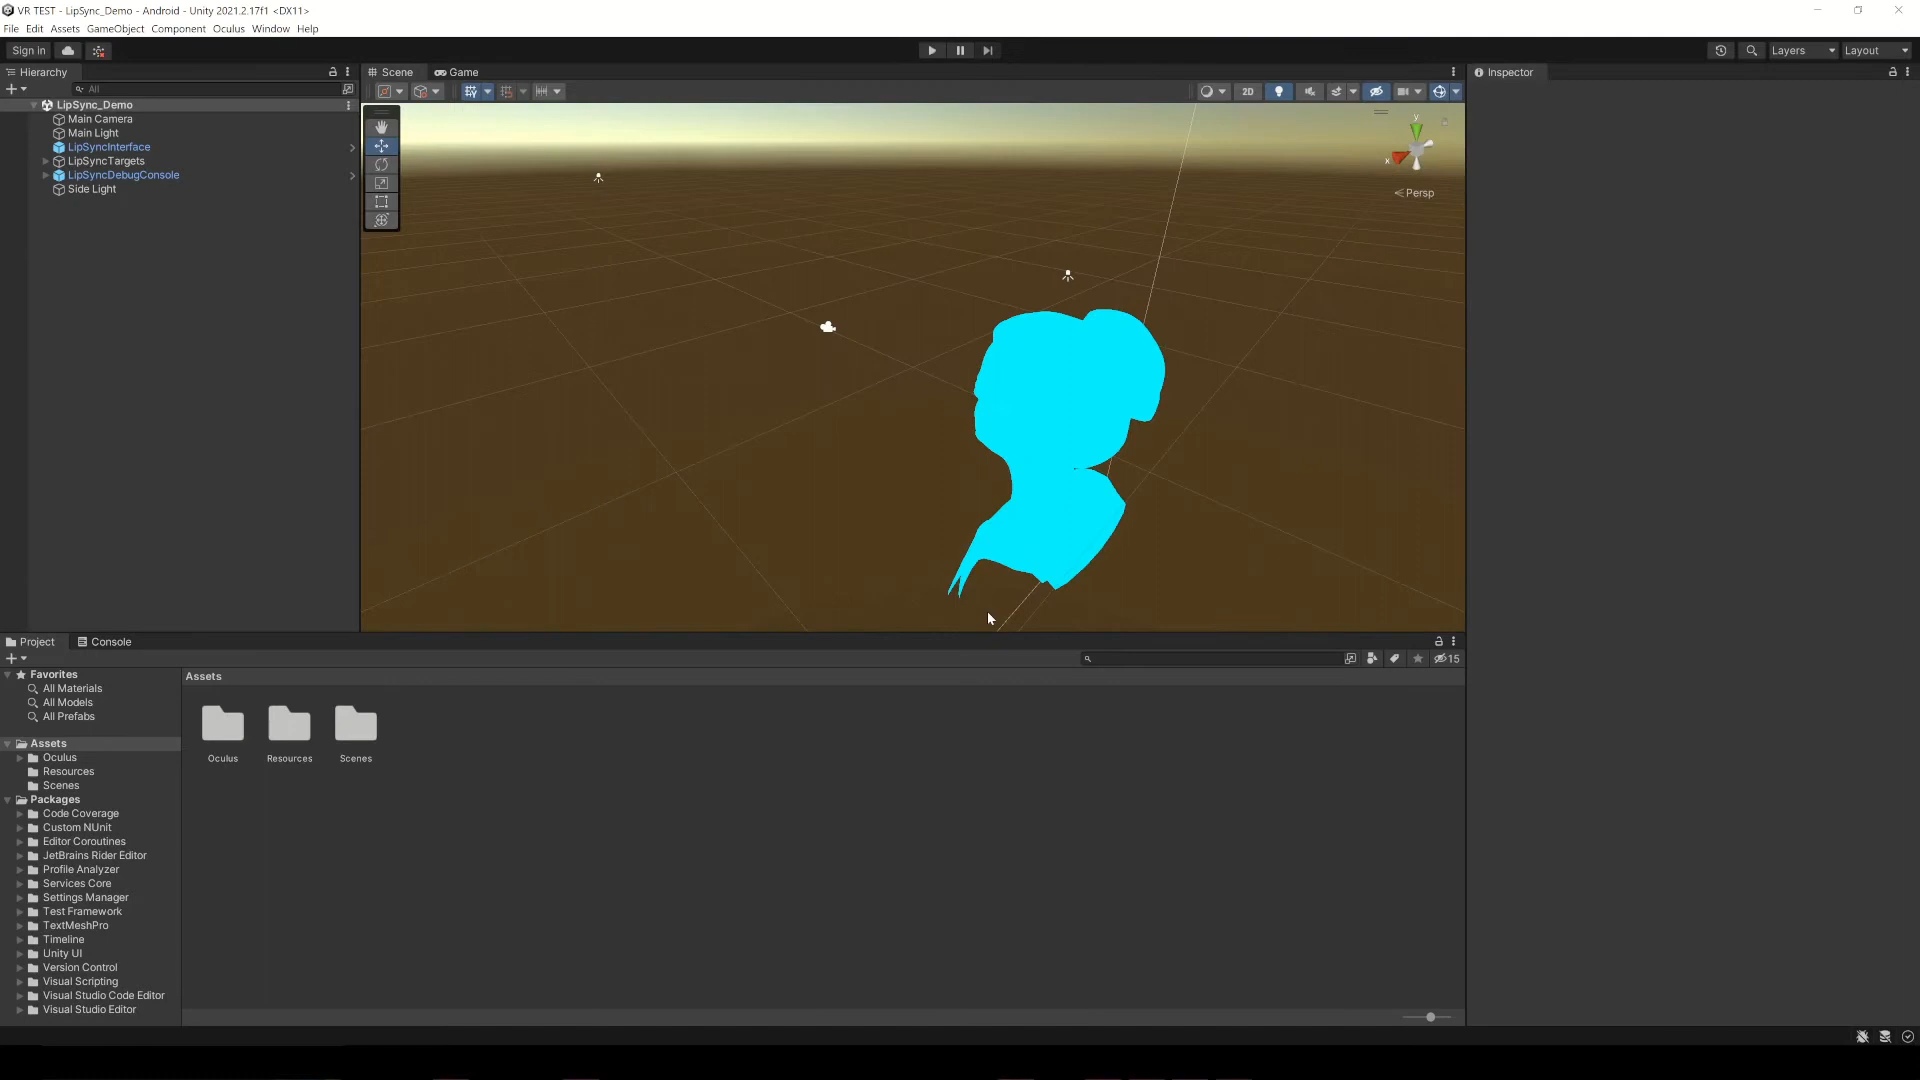 VR TEST - LipSync_Demo - Android - Unity 2021.2.17f1 <DX11>
File Edit Assets GameObject Component Oculus Window Help
Sign in
Layers
Layout
Hierarchy
All
LipSync_Demo
Main Camera
Main Light
LipSyncInterface
LipSyncTargets
LipSyncDebugConsole
Side Light
Scene
Game
2D
y
x
Persp
Inspector
Project
Console
15
Favorites
All Materials
All Models
All Prefabs
Assets
Oculus
Resources
Scenes
Packages
Code Coverage
Custom NUnit
Editor Coroutines
JetBrains Rider Editor
Profile Analyzer
Services Core
Settings Manager
Test Framework
TextMeshPro
Timeline
Unity UI
Version Control
Visual Scripting
Visual Studio Code Editor
Visual Studio Editor
Assets
Oculus
Resources
Scenes